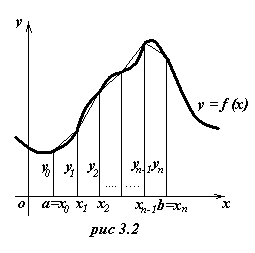 y
y = f (x)
y₀ y₁ y₂ yₙ₋₁ yₙ
..... .....
o a=x₀ x₁ x₂ xₙ₋₁ b=xₙ x
рис 3.2